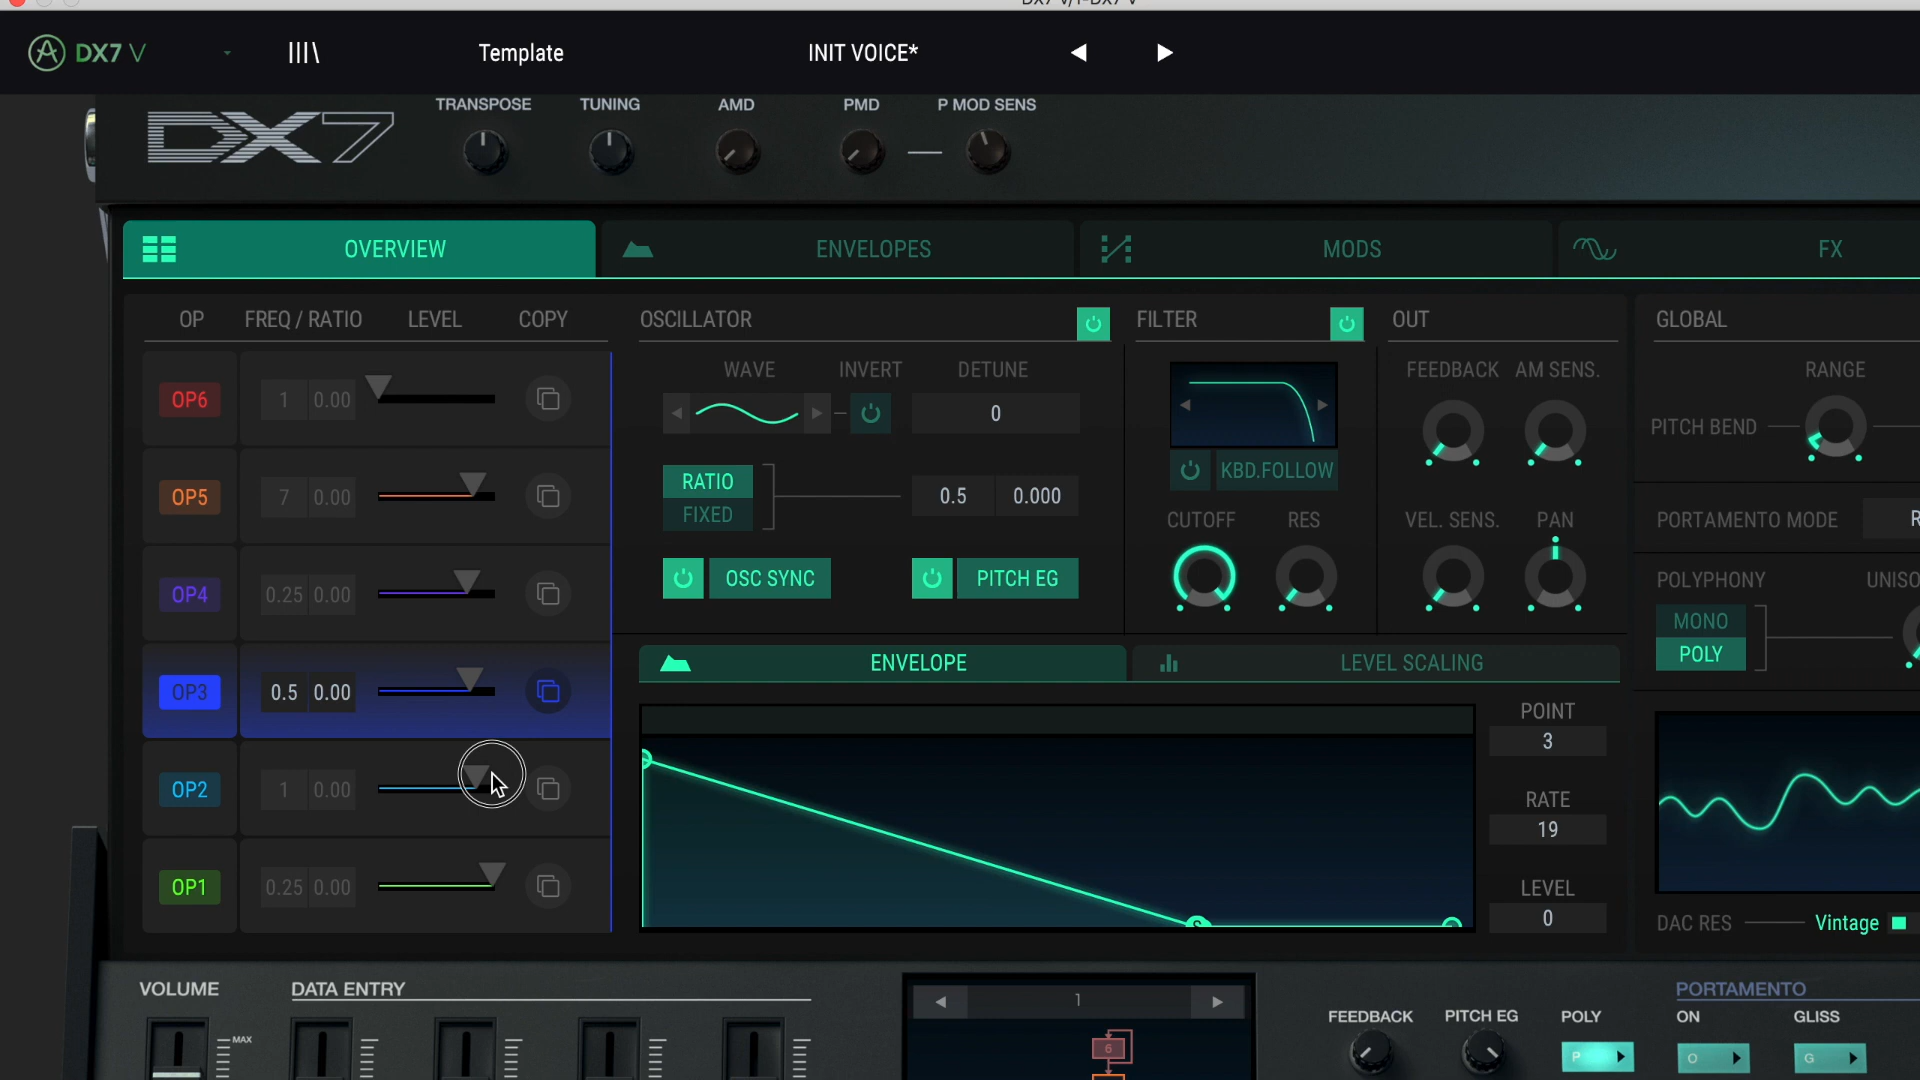 DX7 V
Template
INIT VOICE*
DX7
TRANSPOSE
TUNING
AMD
PMD
P MOD SENS
OVERVIEW
ENVELOPES
MODS
FX
OP
FREQ / RATIO
LEVEL
COPY
OP6
1
0.00
OP5
7
0.00
OP4
0.25
0.00
OP3
0.5
0.00
OP2
1
0.00
OP1
0.25
0.00
OSCILLATOR
WAVE
INVERT
DETUNE
0
RATIO
FIXED
0.5
0.000
OSC SYNC
PITCH EG
FILTER
KBD.FOLLOW
CUTOFF
RES
OUT
FEEDBACK
AM SENS.
VEL. SENS.
PAN
GLOBAL
RANGE
PITCH BEND
PORTAMENTO MODE
POLYPHONY
MONO
POLY
ENVELOPE
LEVEL SCALING
POINT
3
RATE
19
LEVEL
0
DAC RES
Vintage
VOLUME
MAX
DATA ENTRY
1
6
FEEDBACK
PITCH EG
POLY
P
PORTAMENTO
ON
O
GLISS
G